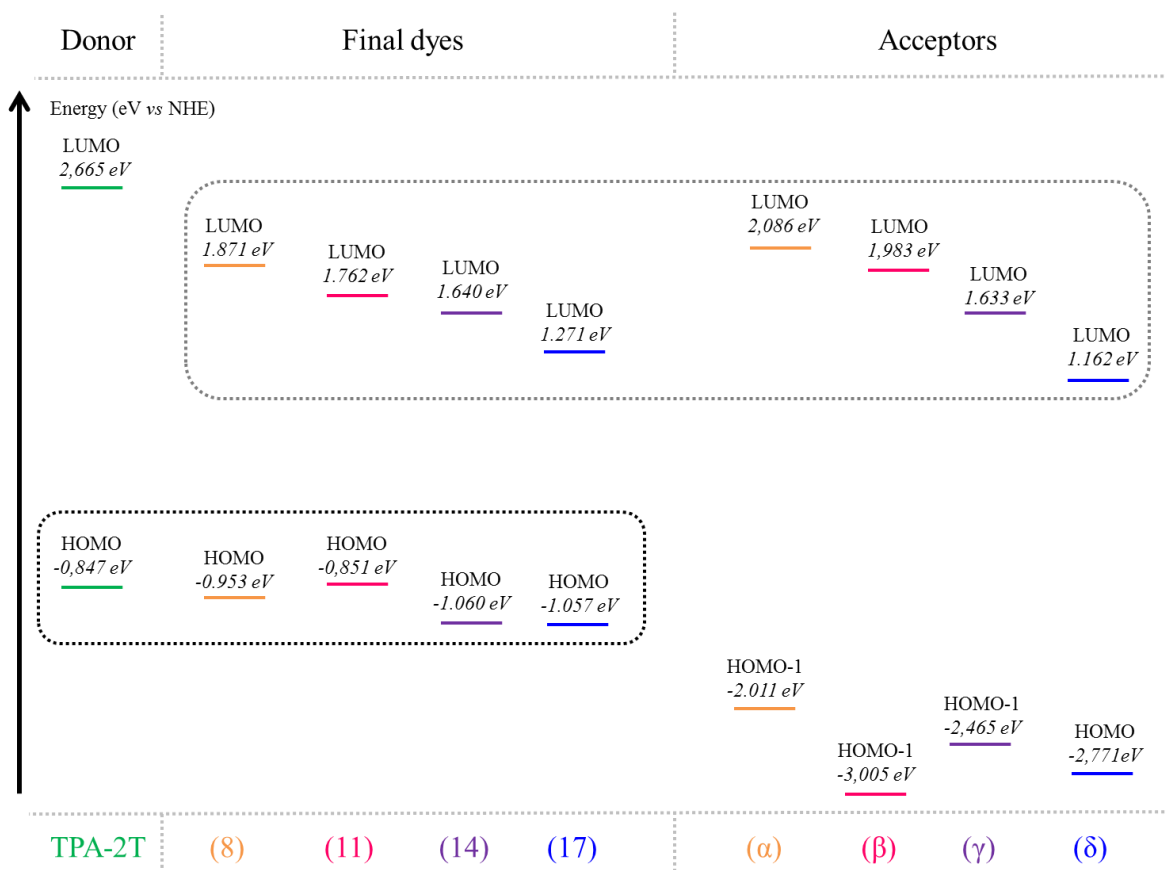 Donor
Final dyes
Acceptors
Energy (eV vs NHE)
LUMO
2,665 eV
LUMO
1.871 eV
LUMO
1.762 eV
LUMO
1.640 eV
LUMO
1.271 eV
LUMO
2,086 eV
LUMO
1,983 eV
LUMO
1.633 eV
LUMO
1.162 eV
HOMO
-0,847 eV
HOMO
-0.953 eV
HOMO
-0,851 eV
HOMO
-1.060 eV
HOMO
-1.057 eV
HOMO-1
-2.011 eV
HOMO-1
-3,005 eV
HOMO-1
-2,465 eV
HOMO
-2,771eV
TPA-2T
(8)
(11)
(14)
(17)
(α)
(β)
(γ)
(δ)